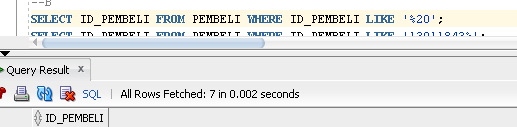 --B
SELECT ID_PEMBELI FROM PEMBELI WHERE ID_PEMBELI LIKE '%20';
SELECT ID_PEMBELI FROM PEMBELI WHERE ID_PEMBELI LIKE
Query Result x
SQL | All Rows Fetched: 7 in 0.002 seconds
ID_PEMBELI